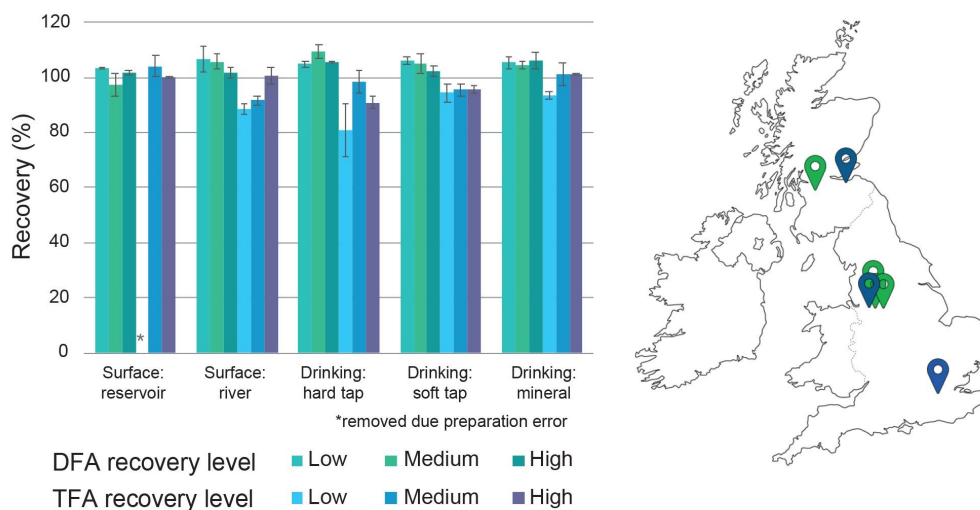 Recovery (%)
120
100
80
60
40
20
0
*
Surface:
reservoir
Surface:
river
Drinking:
hard tap
Drinking:
soft tap
Drinking:
mineral
*removed due preparation error
DFA recovery level Low Medium High
TFA recovery level Low Medium High